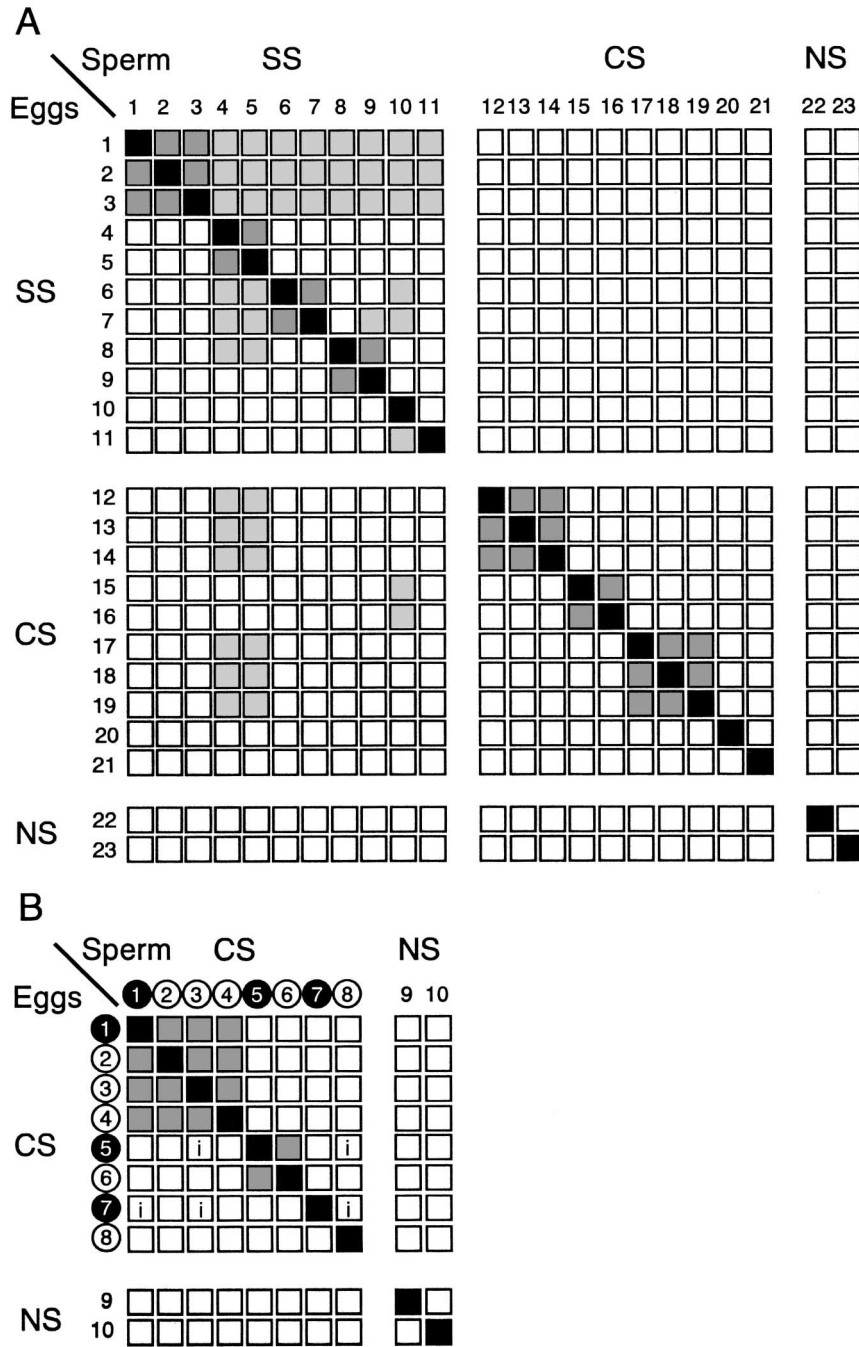 A
Sperm SS CS NS
Eggs 1 2 3 4 5 6 7 8 9 10 11 12 13 14 15 16 17 18 19 20 21 22 23
1
2
3
4
5
SS 6
7
8
9
10
11
12
13
14
15
16
CS 17
18
19
20
21
NS 22
23
B
Sperm CS NS
Eggs 1 2 3 4 5 6 7 8 9 10
1
2
3
4
CS 5 i i
6
7 i i i
8
NS 9
10